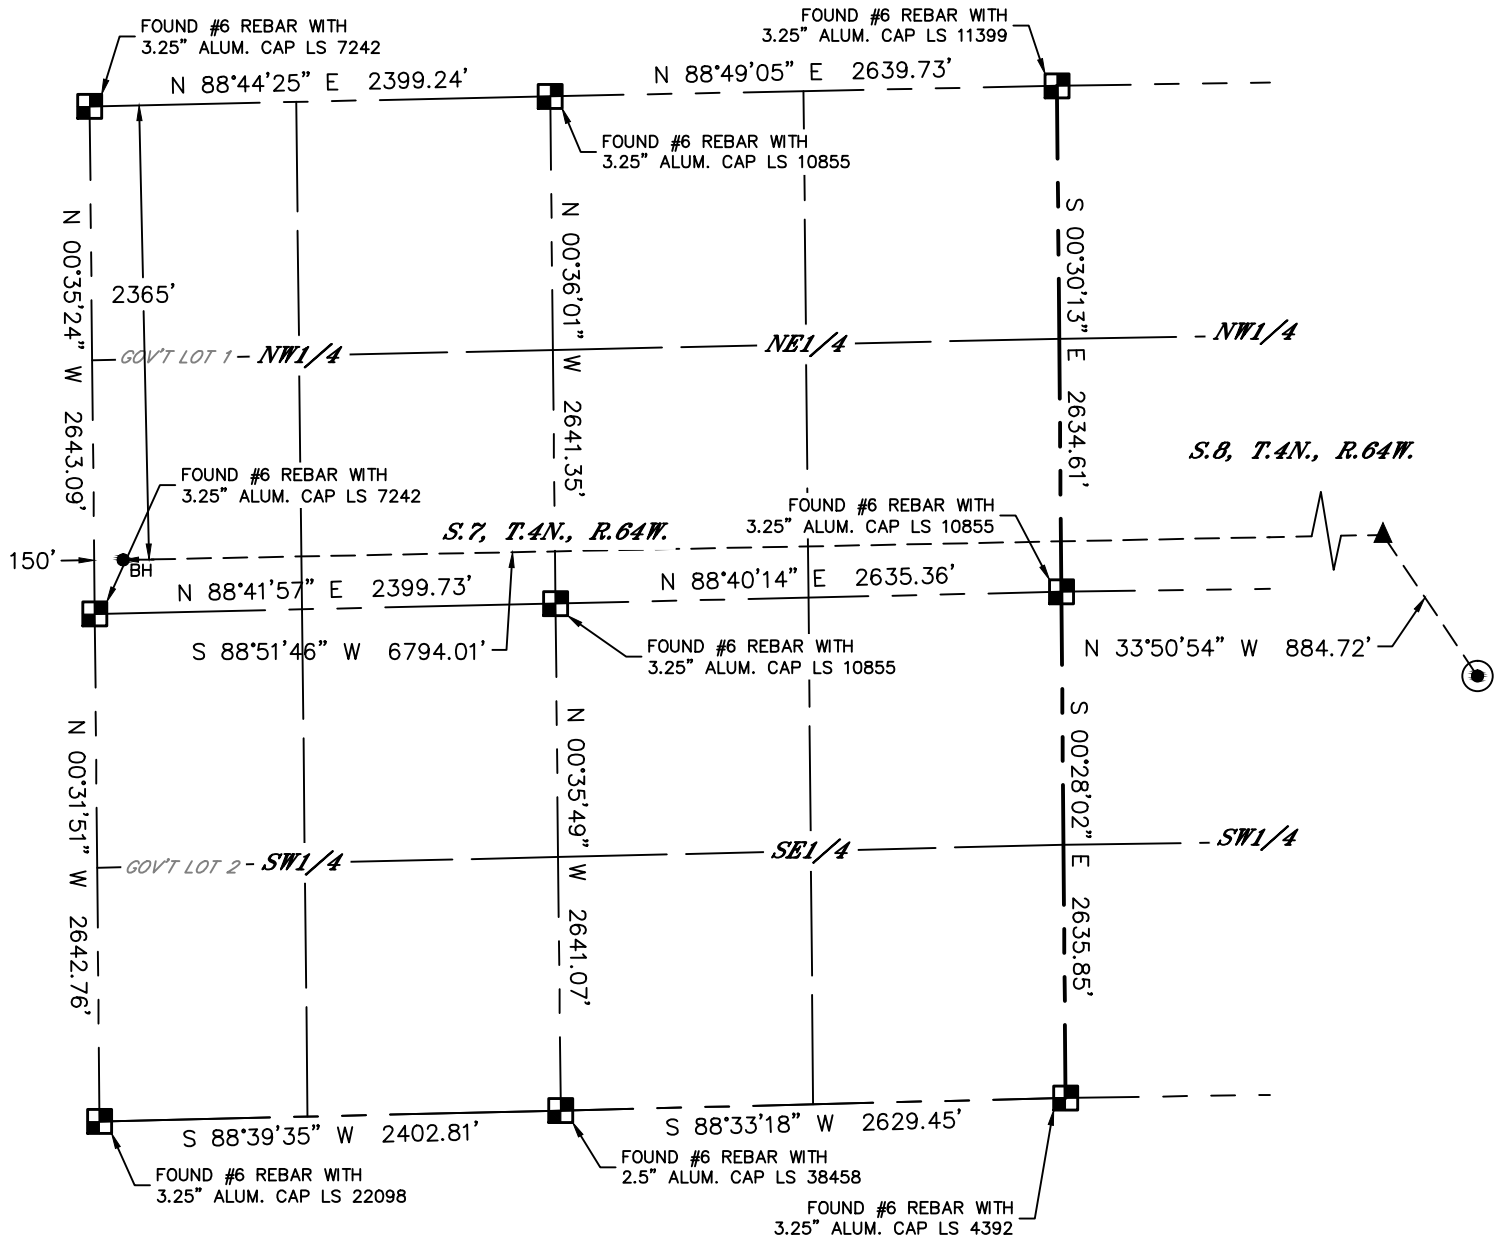 FOUND #6 REBAR WITH
3.25" ALUM. CAP LS 7242
FOUND #6 REBAR WITH
3.25" ALUM. CAP LS 11399
N 88°44'25" E 2399.24'
N 88°49'05" E 2639.73'
FOUND #6 REBAR WITH
3.25" ALUM. CAP LS 10855
N 00°35'24" W 2643.09'
2365'
N 00°36'01" W 2641.35'
S 00°30'13" E 2634.61'
GOV'T LOT 1
NW1/4
NE1/4
NW1/4
S.8, T.4N., R.64W.
FOUND #6 REBAR WITH
3.25" ALUM. CAP LS 7242
FOUND #6 REBAR WITH
3.25" ALUM. CAP LS 10855
S.7, T.4N., R.64W.
150'
BH
N 88°41'57" E 2399.73'
N 88°40'14" E 2635.36'
S 88°51'46" W 6794.01'
FOUND #6 REBAR WITH
3.25" ALUM. CAP LS 10855
N 33°50'54" W 884.72'
N 00°31'51" W 2642.76'
N 00°35'49" W 2641.07'
S 00°28'02" E 2635.85'
GOV'T LOT 2
SW1/4
SE1/4
SW1/4
S 88°39'35" W 2402.81'
S 88°33'18" W 2629.45'
FOUND #6 REBAR WITH
3.25" ALUM. CAP LS 22098
FOUND #6 REBAR WITH
2.5" ALUM. CAP LS 38458
FOUND #6 REBAR WITH
3.25" ALUM. CAP LS 4392